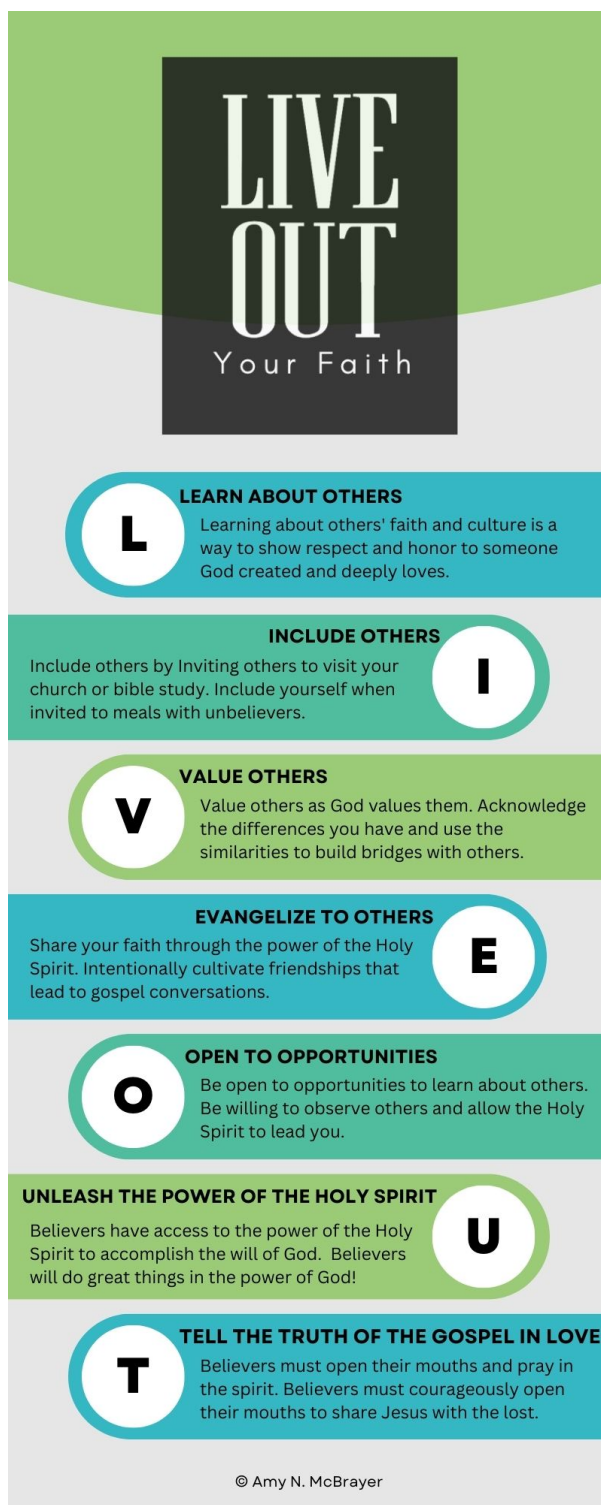 LIVE
OUT
Your Faith
L
LEARN ABOUT OTHERS
Learning about others' faith and culture is a
way to show respect and honor to someone
God created and deeply loves.
INCLUDE OTHERS
I
Include others by Inviting others to visit your
church or bible study. Include yourself when
invited to meals with unbelievers.
V
VALUE OTHERS
Value others as God values them. Acknowledge
the differences you have and use the
similarities to build bridges with others.
EVANGELIZE TO OTHERS
E
Share your faith through the power of the Holy
Spirit. Intentionally cultivate friendships that
lead to gospel conversations.
O
OPEN TO OPPORTUNITIES
Be open to opportunities to learn about others.
Be willing to observe others and allow the Holy
Spirit to lead you.
UNLEASH THE POWER OF THE HOLY SPIRIT
U
Believers have access to the power of the Holy
Spirit to accomplish the will of God.  Believers
will do great things in the power of God!
T
TELL THE TRUTH OF THE GOSPEL IN LOVE
Believers must open their mouths and pray in
the spirit. Believers must courageously open
their mouths to share Jesus with the lost.
© Amy N. McBrayer